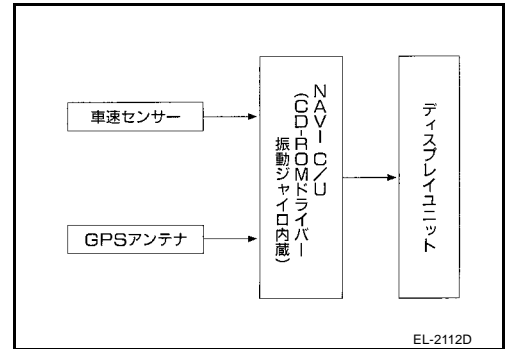 車速センサー
GPSアンテナ
NAVI C/U
(CD-ROMドライバー
振動ジャイロ内蔵)
ディスプレイユニット
EL-2112D